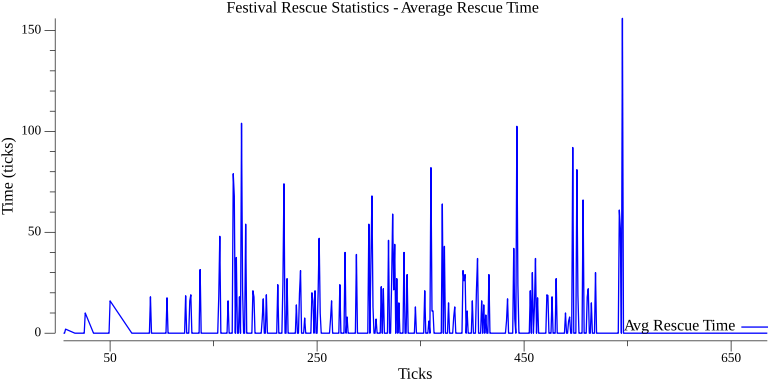 Festival Rescue Statistics - Average Rescue Time
150
100
50
0
Time (ticks)
Avg Rescue Time
50
250
450
650
Ticks